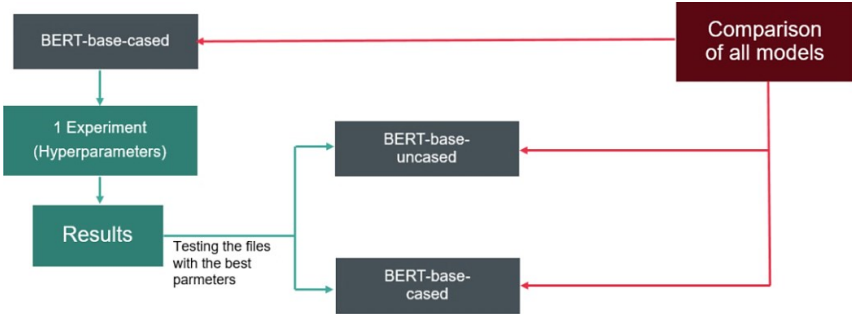 BERT-base-cased
Comparison
of all models
1 Experiment
(Hyperparameters)
BERT-base-
uncased
Results
Testing the files
with the best
parmeters
BERT-base-
cased